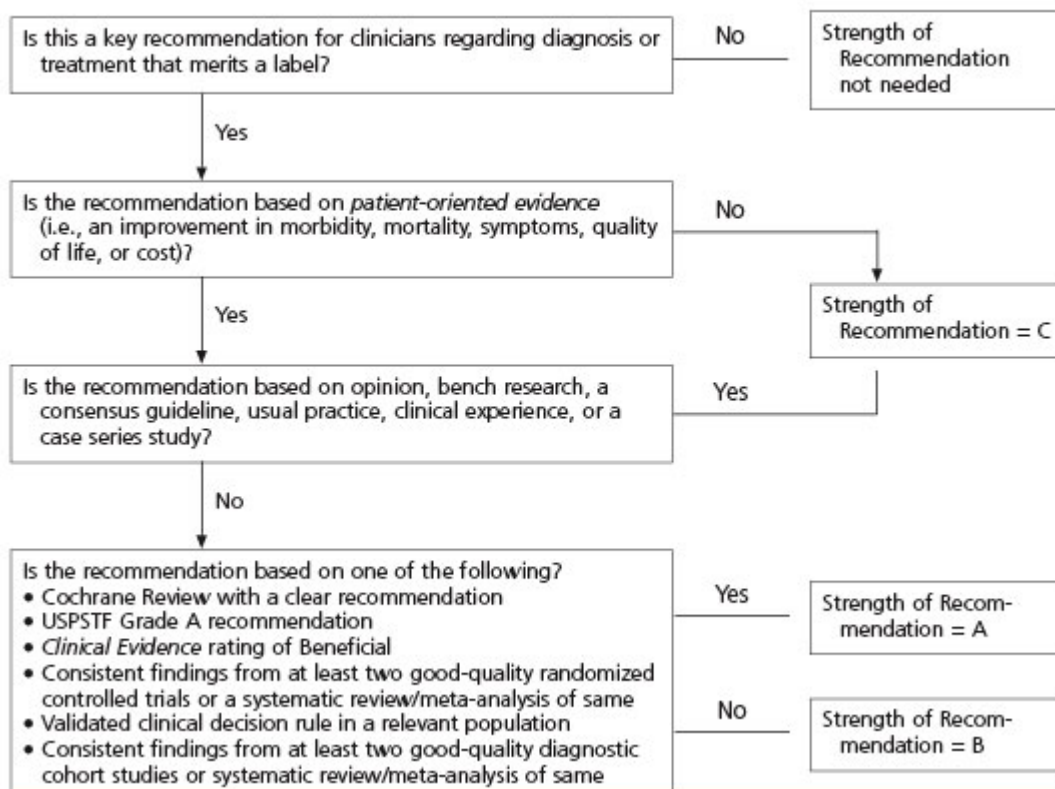 Is this a key recommendation for clinicians regarding diagnosis or
treatment that merits a label?
No
Strength of
Recommendation
not needed
Yes
Is the recommendation based on patient-oriented evidence
(i.e., an improvement in morbidity, mortality, symptoms, quality
of life, or cost)?
No
Yes
Strength of
Recommendation = C
Is the recommendation based on opinion, bench research, a
consensus guideline, usual practice, clinical experience, or a
case series study?
Yes
No
Is the recommendation based on one of the following?
• Cochrane Review with a clear recommendation
• USPSTF Grade A recommendation
• Clinical Evidence rating of Beneficial
• Consistent findings from at least two good-quality randomized
controlled trials or a systematic review/meta-analysis of same
• Validated clinical decision rule in a relevant population
• Consistent findings from at least two good-quality diagnostic
cohort studies or systematic review/meta-analysis of same
Yes
Strength of Recom-
mendation = A
No
Strength of Recom-
mendation = B